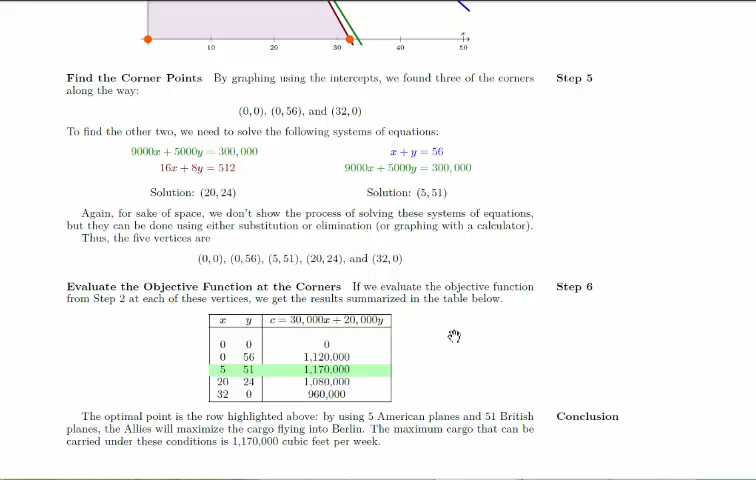 x
10 20 30 40 50
Find the Corner Points By graphing using the intercepts, we found three of the corners Step 5
along the way:
(0, 0), (0, 56), and (32, 0)
To find the other two, we need to solve the following systems of equations:
9000x + 5000y = 300, 000 x + y = 56
16x + 8y = 512 9000x + 5000y = 300, 000
Solution: (20, 24) Solution: (5, 51)
Again, for sake of space, we don't show the process of solving these systems of equations,
but they can be done using either substitution or elimination (or graphing with a calculator).
Thus, the five vertices are
(0, 0), (0, 56), (5, 51), (20, 24), and (32, 0)
Evaluate the Objective Function at the Corners If we evaluate the objective function Step 6
from Step 2 at each of these vertices, we get the results summarized in the table below.
x y c = 30, 000x + 20, 000y
0 0 0
0 56 1,120,000
5 51 1,170,000
20 24 1,080,000
32 0 960,000
The optimal point is the row highlighted above: by using 5 American planes and 51 British Conclusion
planes, the Allies will maximize the cargo flying into Berlin. The maximum cargo that can be
carried under these conditions is 1,170,000 cubic feet per week.